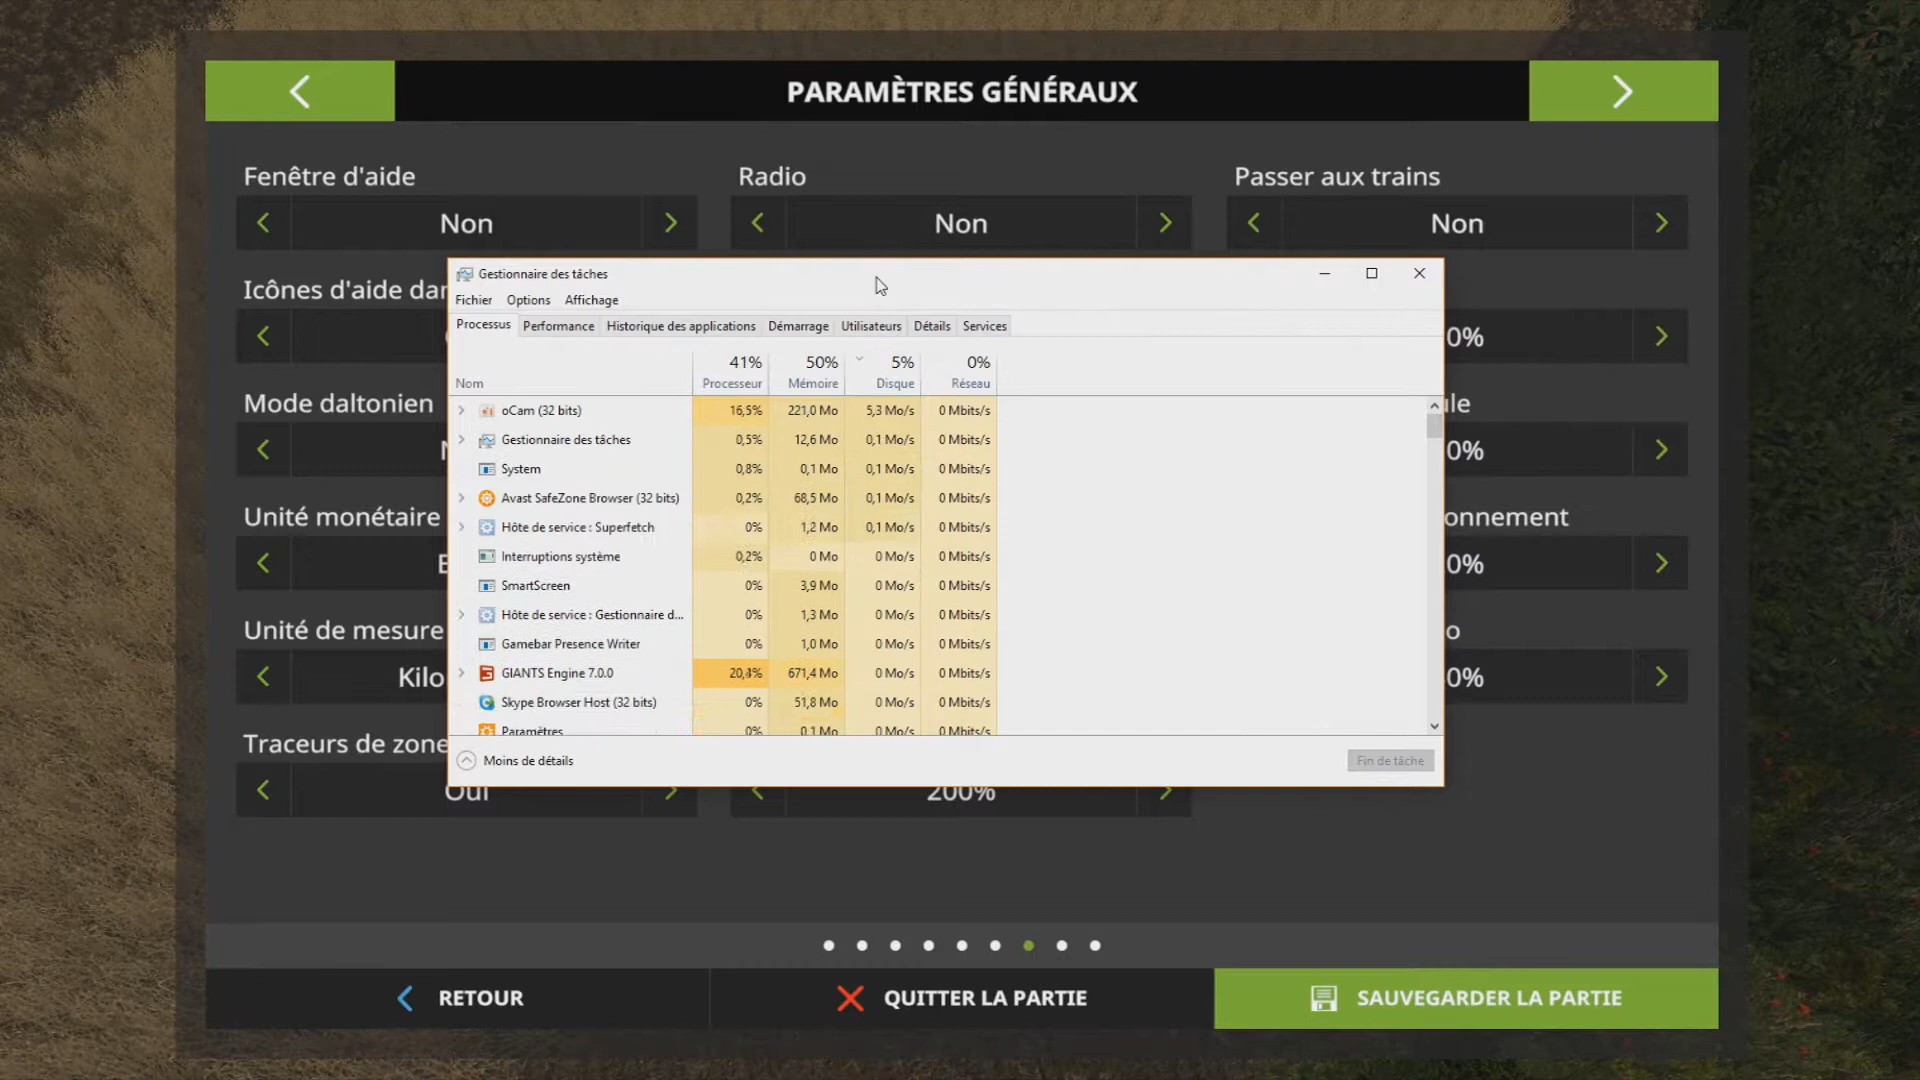 PARAMÈTRES GÉNÉRAUX
Fenêtre d'aide Radio Passer aux trains
Non Non Non
Icônes d'aide dan
0%
Mode daltonien
0%
Unité monétaire onnement
0%
Unité de mesure o
Kilo 0%
Traceurs de zone
Oui 200%
Gestionnaire des tâches
Fichier Options Affichage
Processus Performance Historique des applications Démarrage Utilisateurs Détails Services
41% 50% 5% 0%
Nom Processeur Mémoire Disque Réseau
oCam (32 bits) 16,5% 221,0 Mo 5,3 Mo/s 0 Mbits/s
Gestionnaire des tâches 0,5% 12,6 Mo 0,1 Mo/s 0 Mbits/s
System 0,8% 0,1 Mo 0,1 Mo/s 0 Mbits/s
Avast SafeZone Browser (32 bits) 0,2% 68,5 Mo 0,1 Mo/s 0 Mbits/s
Hôte de service : Superfetch 0% 1,2 Mo 0,1 Mo/s 0 Mbits/s
Interruptions système 0,2% 0 Mo 0 Mo/s 0 Mbits/s
SmartScreen 0% 3,9 Mo 0 Mo/s 0 Mbits/s
Hôte de service : Gestionnaire d... 0% 1,3 Mo 0 Mo/s 0 Mbits/s
Gamebar Presence Writer 0% 1,0 Mo 0 Mo/s 0 Mbits/s
GIANTS Engine 7.0.0 20,4% 671,4 Mo 0 Mo/s 0 Mbits/s
Skype Browser Host (32 bits) 0% 51,8 Mo 0 Mo/s 0 Mbits/s
Paramètres 0% 0,1 Mo 0 Mo/s 0 Mbits/s
Moins de détails Fin de tâche
RETOUR QUITTER LA PARTIE SAUVEGARDER LA PARTIE